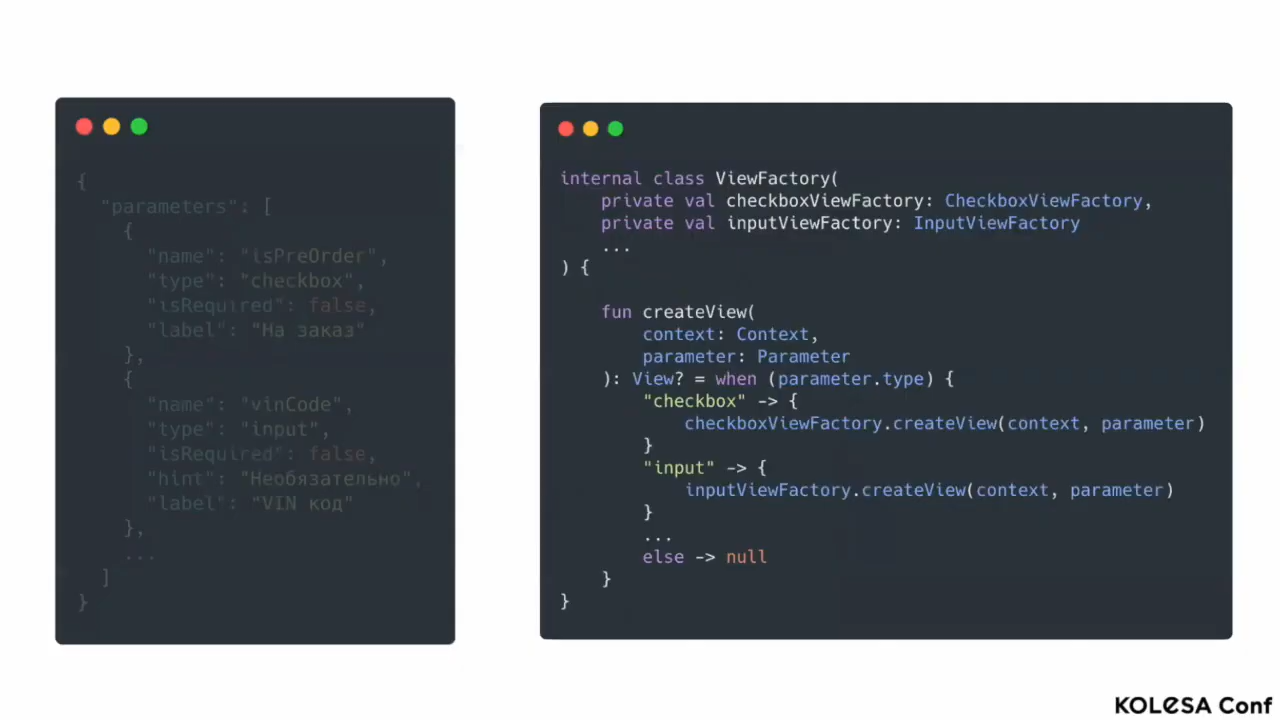 {
  "parameters": [
    {
      "name": "isPreOrder",
      "type": "checkbox",
      "isRequired": false,
      "label": "На заказ"
    },
    {
      "name": "vinCode",
      "type": "input",
      "isRequired": false,
      "hint": "Необязательно",
      "label": "VIN код"
    },
    ...
  ]
}
internal class ViewFactory(
    private val checkboxViewFactory: CheckboxViewFactory,
    private val inputViewFactory: InputViewFactory
    ...
) {
    fun createView(
        context: Context,
        parameter: Parameter
    ): View? = when (parameter.type) {
        "checkbox" -> {
            checkboxViewFactory.createView(context, parameter)
        }
        "input" -> {
            inputViewFactory.createView(context, parameter)
        }
        ...
        else -> null
    }
}
KOLESA Conf